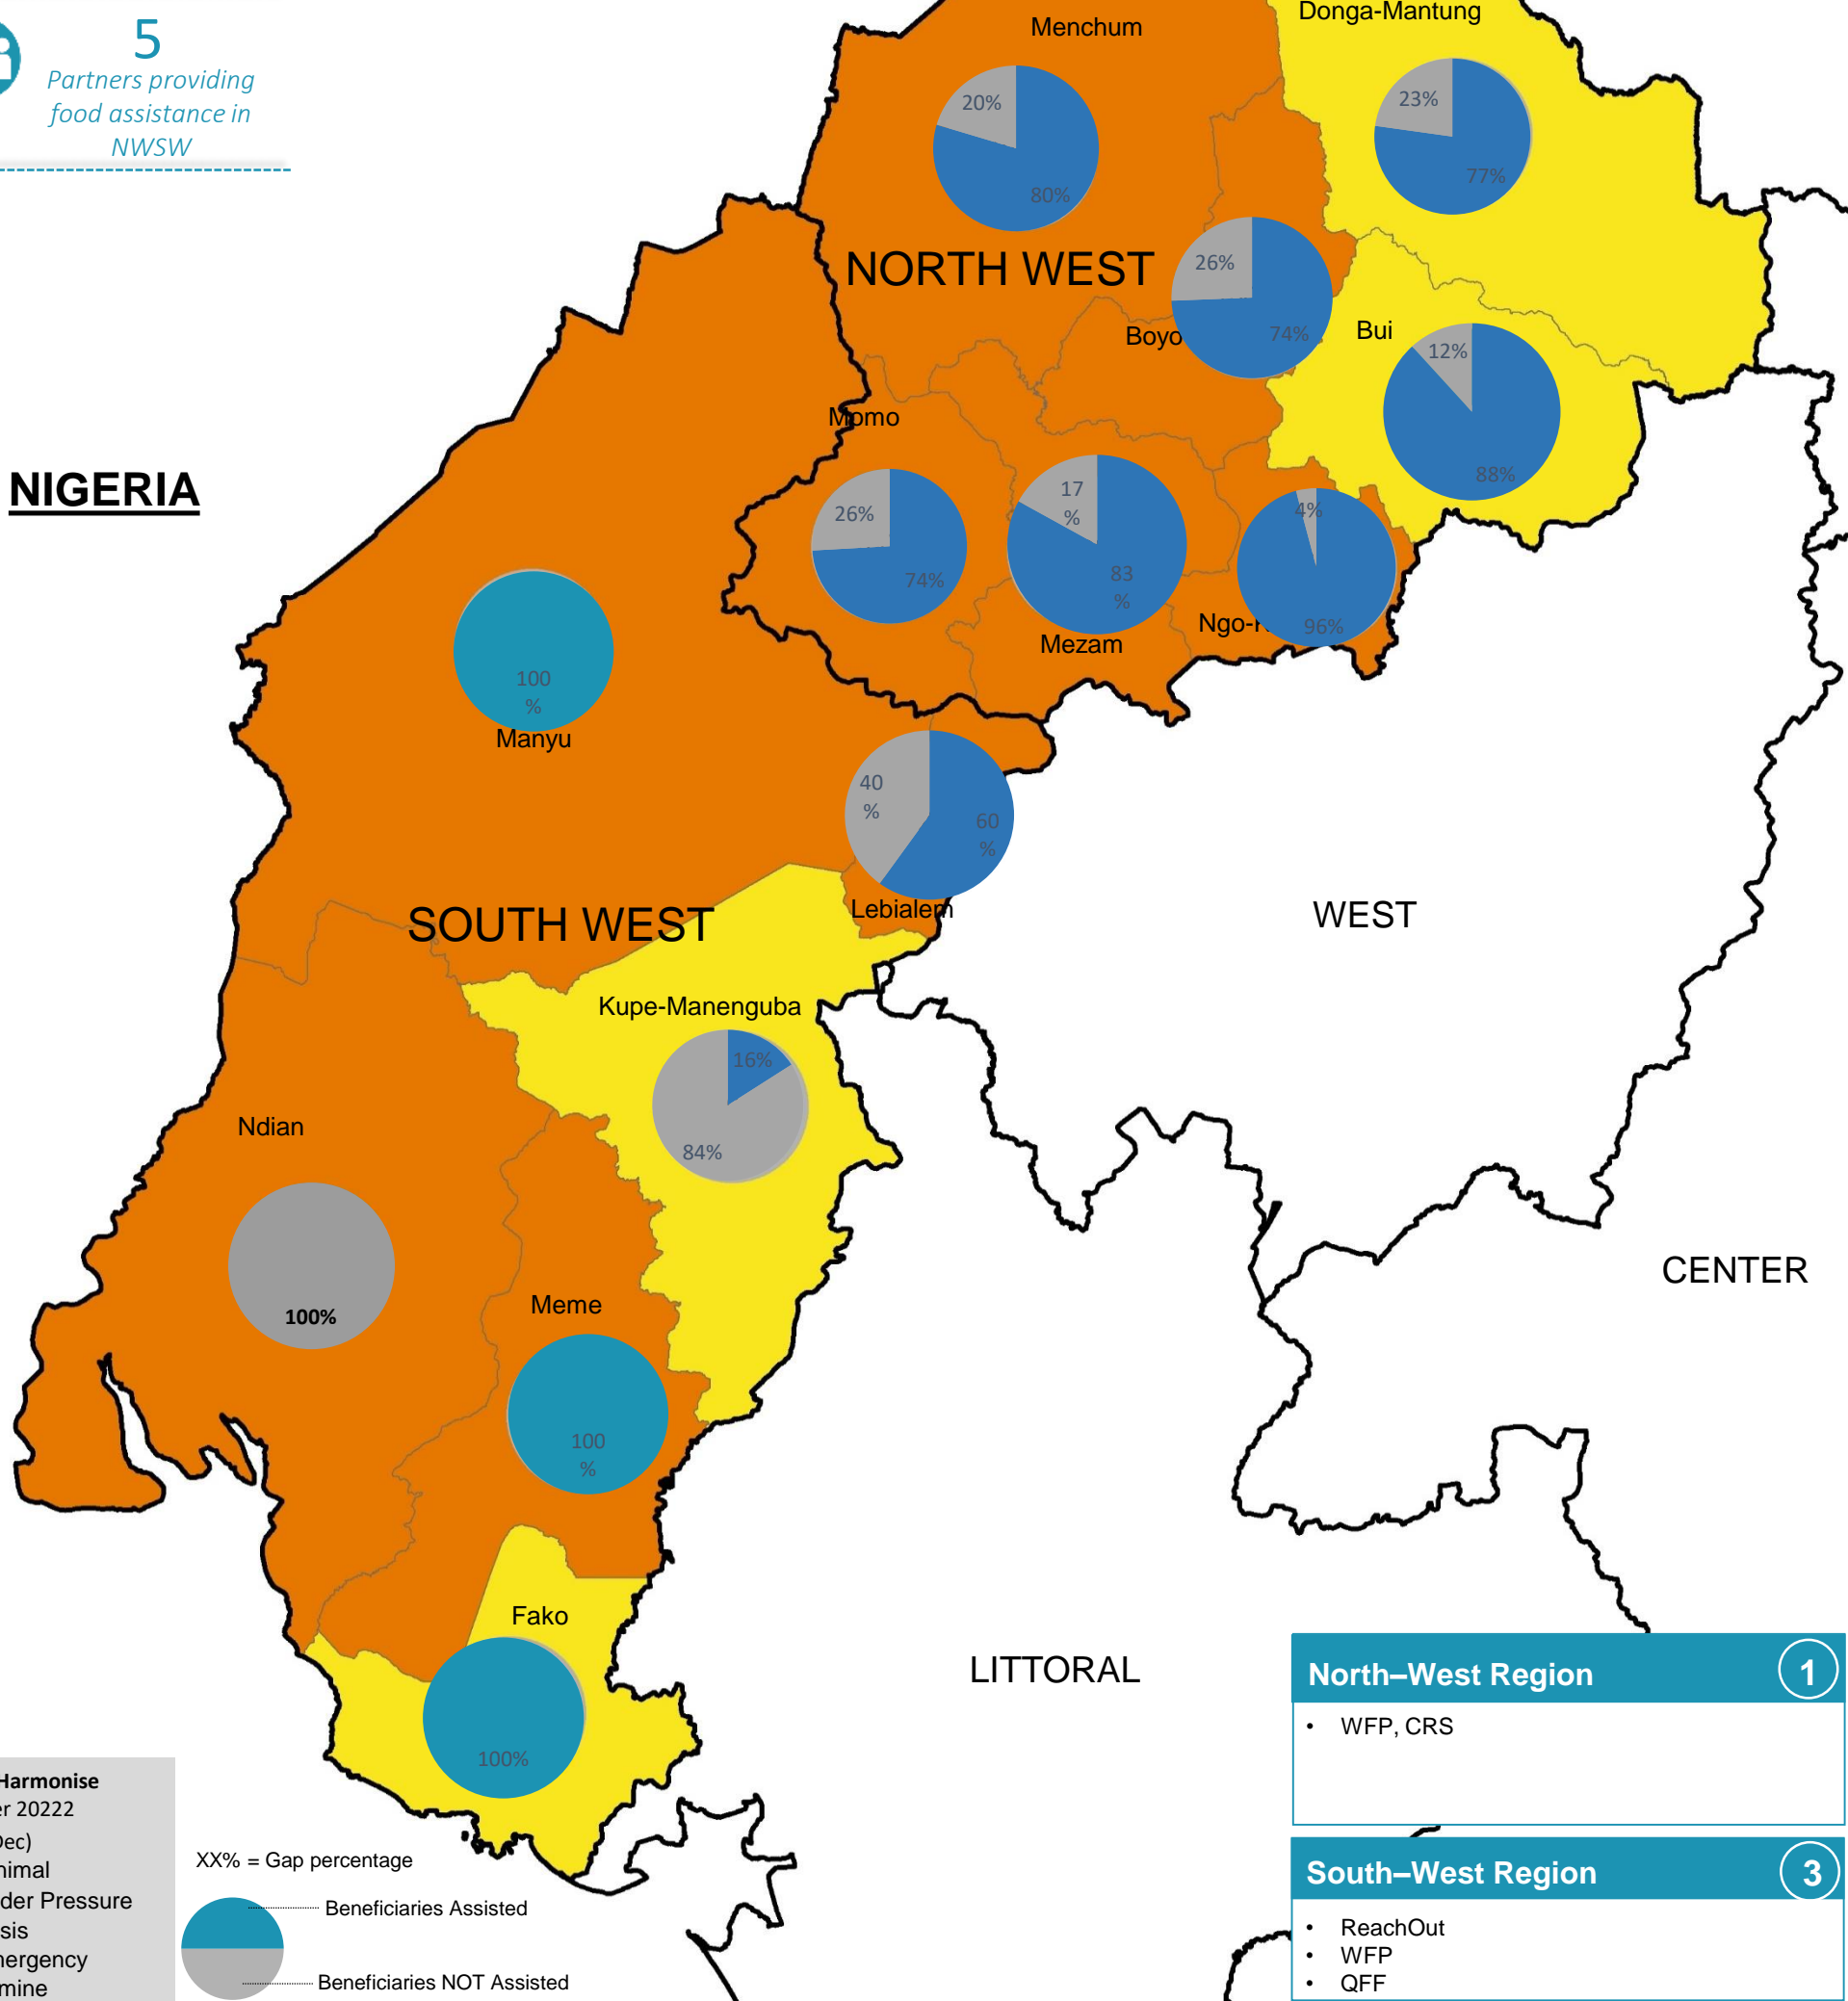 5
Partners providing
food assistance in
NWSW
Menchum
Donga-Mantung
20%
80%
23%
77%
NORTH WEST
26%
74%
Boyo
Bui
12%
88%
Momo
NIGERIA
26%
74%
17
%
83
%
4%
96%
Ngo-K
Mezam
100
%
Manyu
40
%
60
%
Lebialem
SOUTH WEST
WEST
Kupe-Manenguba
16%
84%
Ndian
100%
CENTER
Meme
100
%
Fako
100%
LITTORAL
North–West Region
1
• WFP, CRS
South–West Region
3
• ReachOut
• WFP
• QFF
Harmonise
er 20222
Dec)
nimal
der Pressure
sis
mergency
mine
XX% = Gap percentage
Beneficiaries Assisted
Beneficiaries NOT Assisted